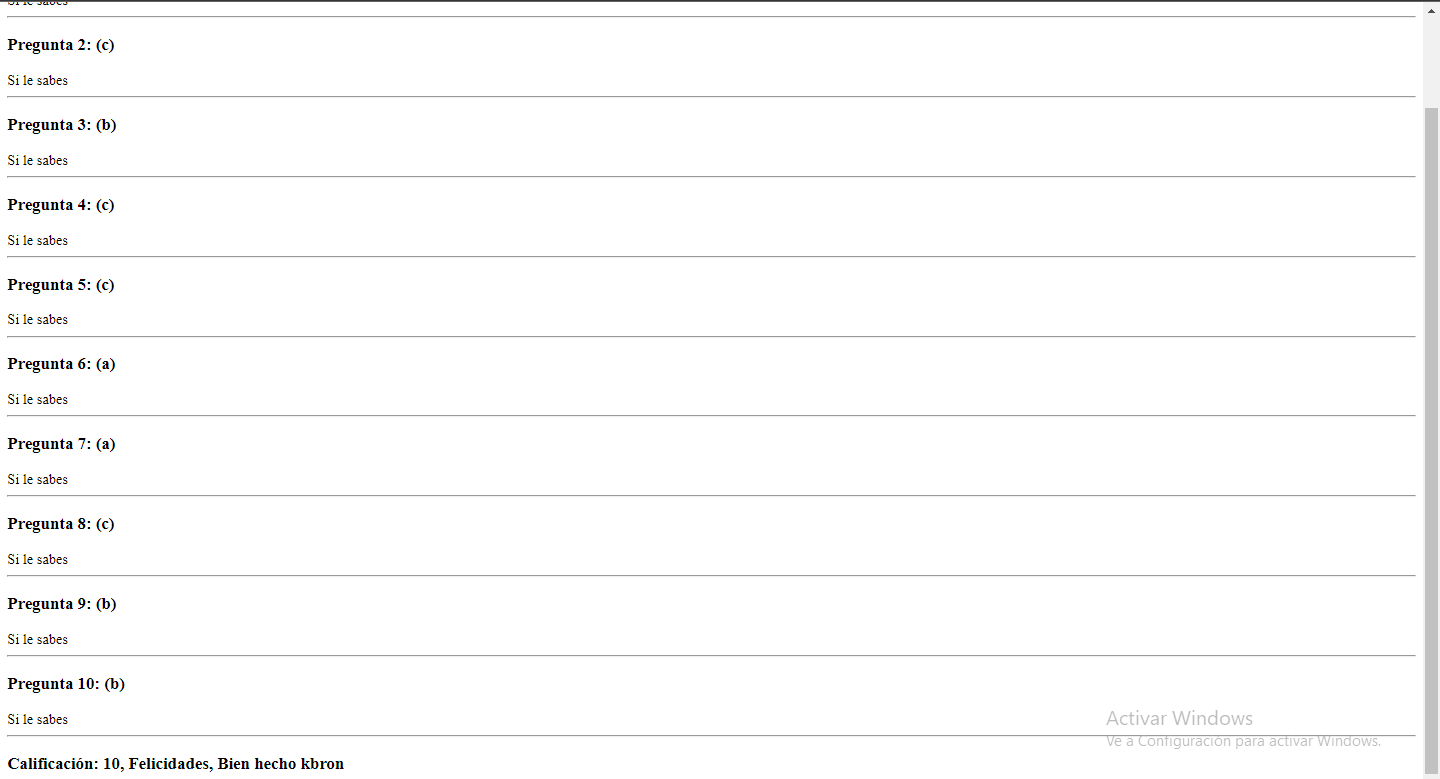 Si le sabes
Pregunta 2: (c)
Si le sabes
Pregunta 3: (b)
Si le sabes
Pregunta 4: (c)
Si le sabes
Pregunta 5: (c)
Si le sabes
Pregunta 6: (a)
Si le sabes
Pregunta 7: (a)
Si le sabes
Pregunta 8: (c)
Si le sabes
Pregunta 9: (b)
Si le sabes
Pregunta 10: (b)
Si le sabes
Activar Windows
Ve a Configuración para activar Windows.
Calificación: 10, Felicidades, Bien hecho kbron